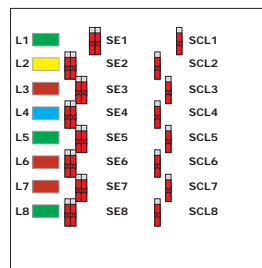 L1 SE1 SCL1
L2 SE2 SCL2
L3 SE3 SCL3
L4 SE4 SCL4
L5 SE5 SCL5
L6 SE6 SCL6
L7 SE7 SCL7
L8 SE8 SCL8